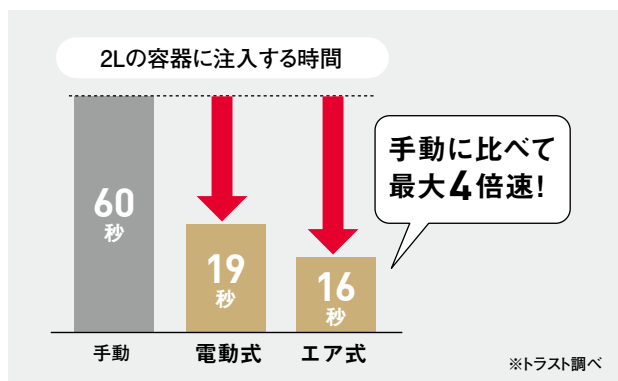 2Lの容器に注入する時間
手動に比べて
最大4倍速!
60
秒
19
秒
16
秒
手動
電動式
エア式
※トラスト調べ